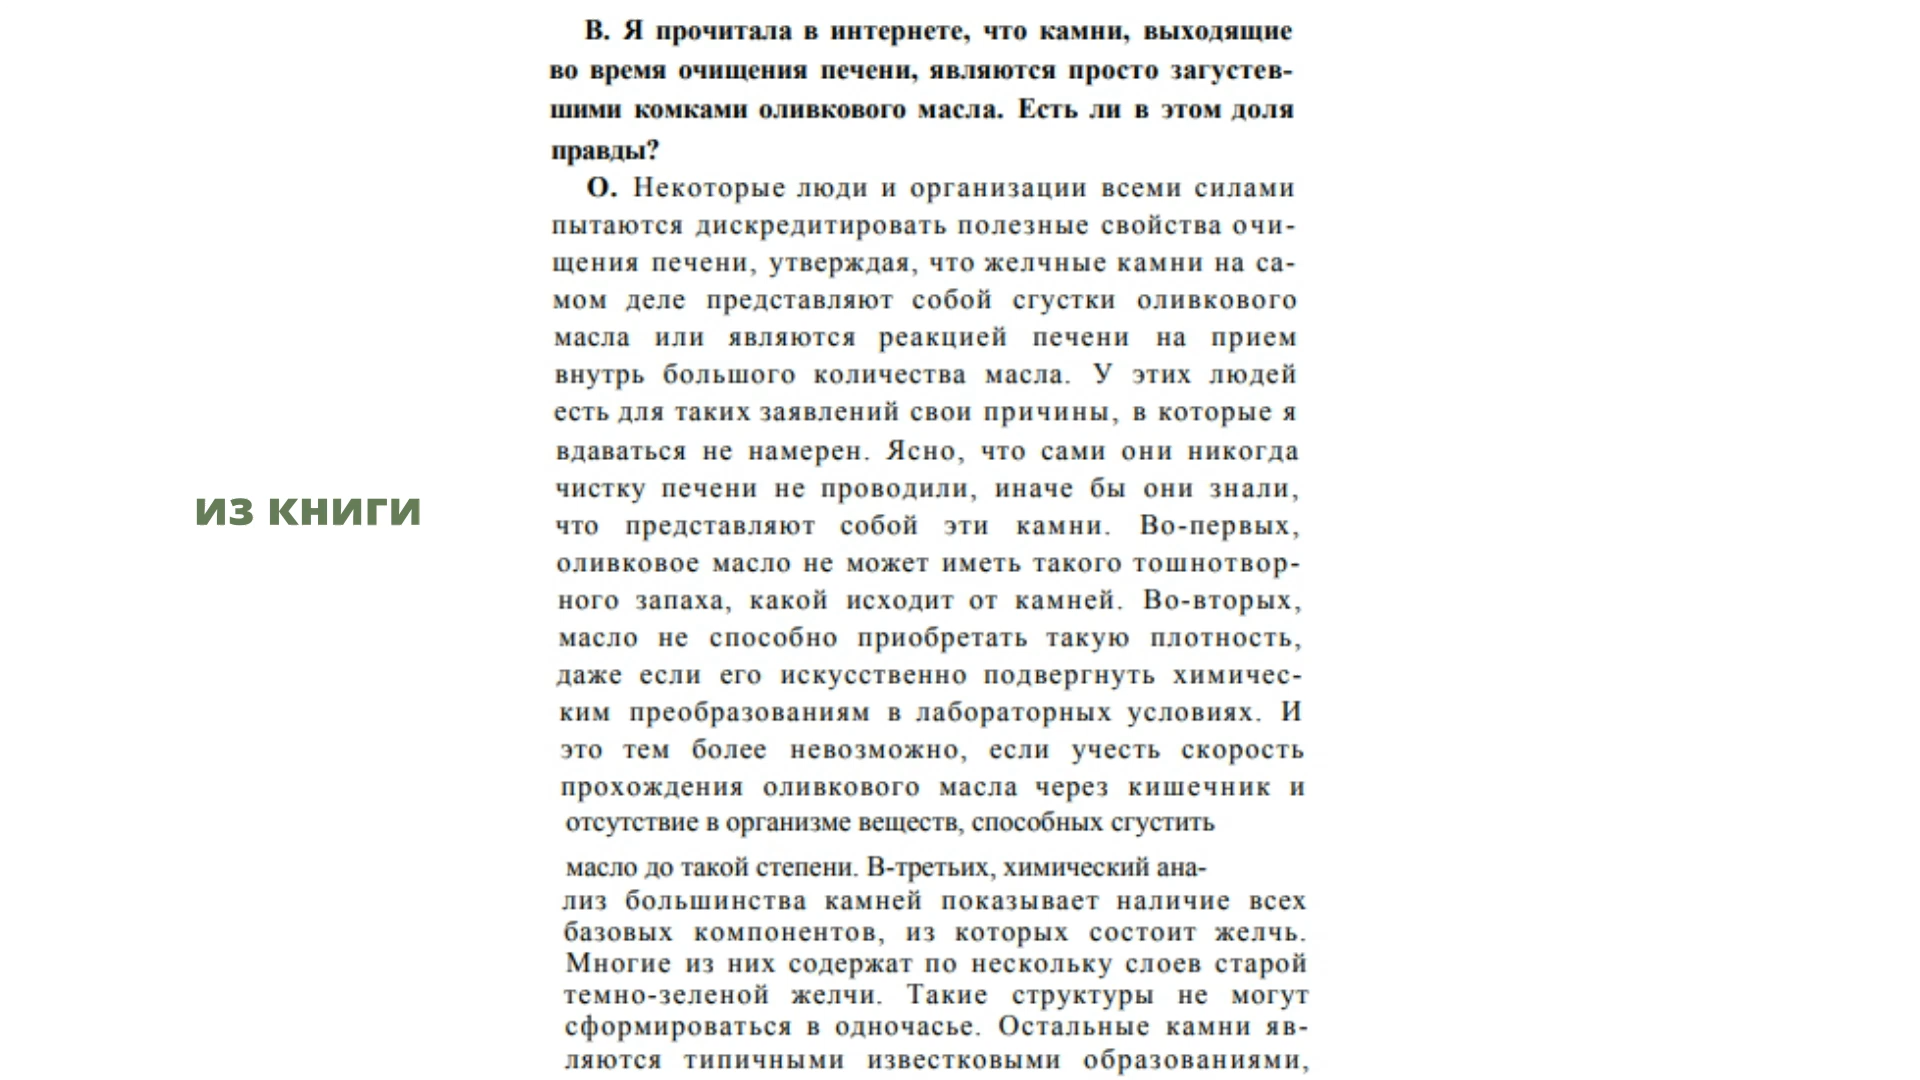 из книги
В. Я прочитала в интернете, что камни, выходящие
во время очищения печени, являются просто загустев-
шими комками оливкового масла. Есть ли в этом доля
правды?
О. Некоторые люди и организации всеми силами
пытаются дискредитировать полезные свойства очи-
щения печени, утверждая, что желчные камни на са-
мом деле представляют собой сгустки оливкового
масла или являются реакцией печени на прием
внутрь большого количества масла. У этих людей
есть для таких заявлений свои причины, в которые я
вдаваться не намерен. Ясно, что сами они никогда
чистку печени не проводили, иначе бы они знали,
что представляют собой эти камни. Во-первых,
оливковое масло не может иметь такого тошнотвор-
ного запаха, какой исходит от камней. Во-вторых,
масло не способно приобретать такую плотность,
даже если его искусственно подвергнуть химичес-
ким преобразованиям в лабораторных условиях. И
это тем более невозможно, если учесть скорость
прохождения оливкового масла через кишечник и
отсутствие в организме веществ, способных сгустить
масло до такой степени. В-третьих, химический ана-
лиз большинства камней показывает наличие всех
базовых компонентов, из которых состоит желчь.
Многие из них содержат по нескольку слоев старой
темно-зеленой желчи. Такие структуры не могут
сформироваться в одночасье. Остальные камни яв-
ляются типичными известковыми образованиями,